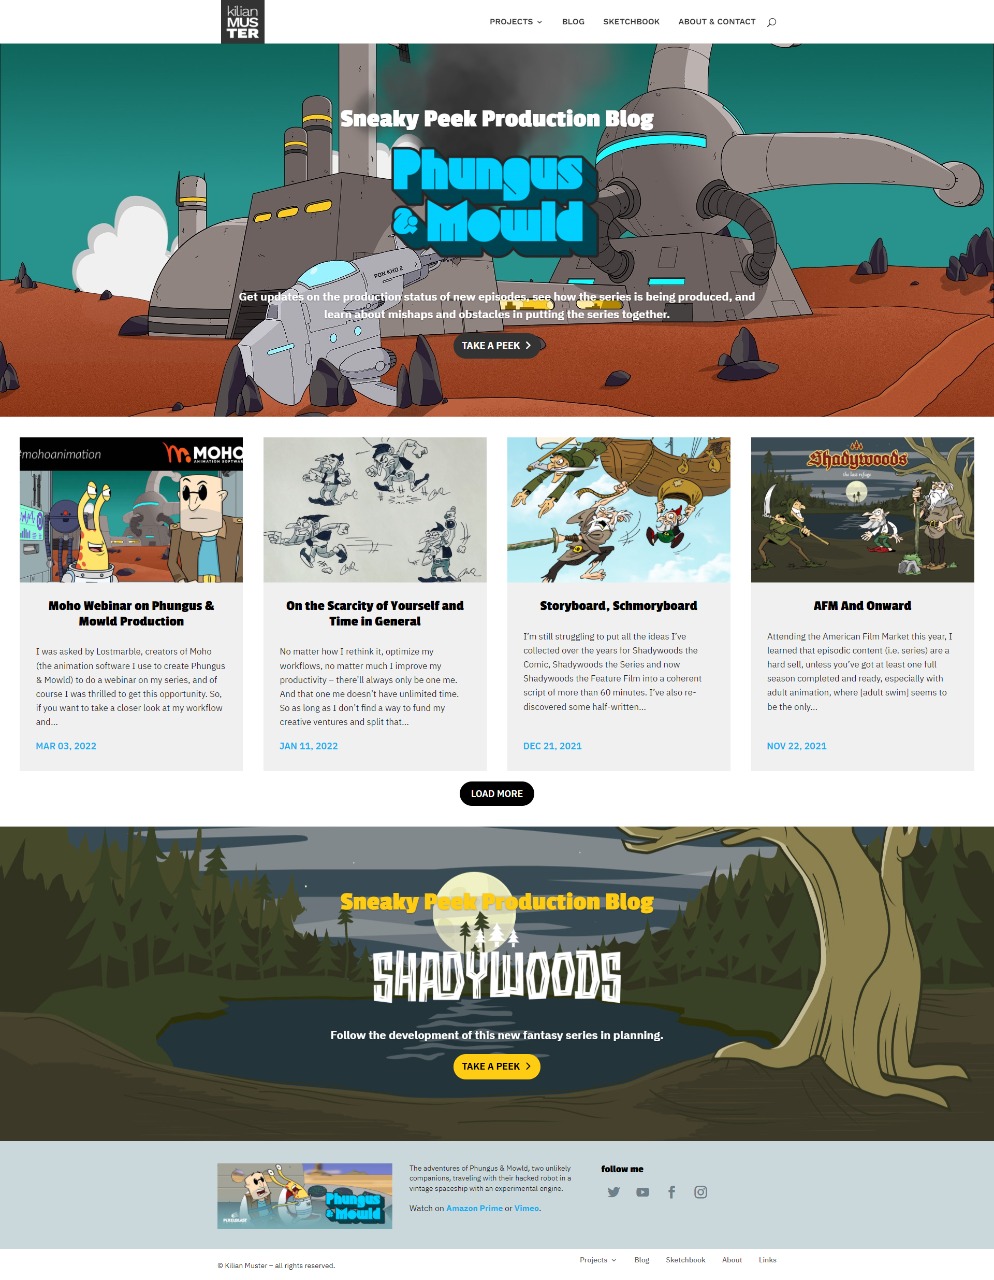 kilian
MUS
TER
PROJECTS
BLOG
SKETCHBOOK
ABOUT & CONTACT
Sneaky Peek Production Blog
Phungus
& Mowld
PON KHO 2
Get updates on the production status of new episodes, see how the series is being produced, and
learn about mishaps and obstacles in putting the series together.
TAKE A PEEK
#mohoanimation
MOHO
ANIMATION SOFTWARE
Shadywoods
the last refuge
Moho Webinar on Phungus &
Mowld Production
I was asked by Lostmarble, creators of Moho
(the animation software I use to create Phungus
& Mowld) to do a webinar on my series, and of
course I was thrilled to get this opportunity. So,
if you want to take a closer look at my workflow
and...
MAR 03, 2022
On the Scarcity of Yourself and
Time in General
No matter how I rethink it, optimize my
workflows, no matter much I improve my
productivity – there'll always only be one me.
And that one me doesn't have unlimited time.
So as long as I don't find a way to fund my
creative ventures and split that...
JAN 11, 2022
Storyboard, Schmoryboard
I'm still struggling to put all the ideas I've
collected over the years for Shadywoods the
Comic, Shadywoods the Series and now
Shadywoods the Feature Film into a coherent
script of more than 60 minutes. I've also re-
discovered some half-written...
DEC 21, 2021
AFM And Onward
Attending the American Film Market this year, I
learned that episodic content (i.e. series) are a
hard sell, unless you've got at least one full
season completed and ready, especially with
adult animation, where [adult swim] seems to
be the only...
NOV 22, 2021
LOAD MORE
Sneaky Peek Production Blog
SHADYWOODS
Follow the development of this new fantasy series in planning.
TAKE A PEEK
Phungus
& Mowld
The adventures of Phungus & Mowld, two unlikely
companions, traveling with their hacked robot in a
vintage spaceship with an experimental engine.
Watch on Amazon Prime or Vimeo.
follow me
© Kilian Muster – all rights reserved.
Projects
Blog
Sketchbook
About
Links